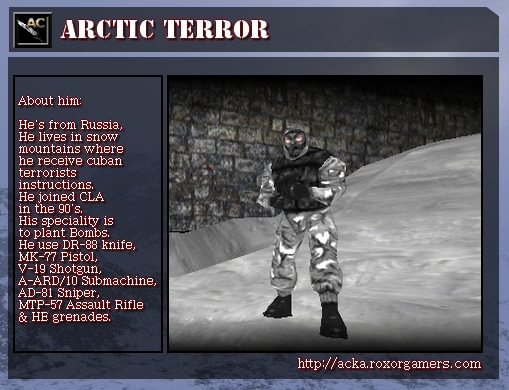 AC
ARCTIC TERROR
About him:
He's from Russia,
He lives in snow
mountains where
he receive cuban
terrorists
instructions.
He joined CLA
in the 90's.
His speciality is
to plant Bombs.
He use DR-88 knife,
MK-77 Pistol,
V-19 Shotgun,
A-ARD/10 Submachine,
AD-81 Sniper,
MTP-57 Assault Rifle
& HE grenades.
http://acka.roxorgamers.com